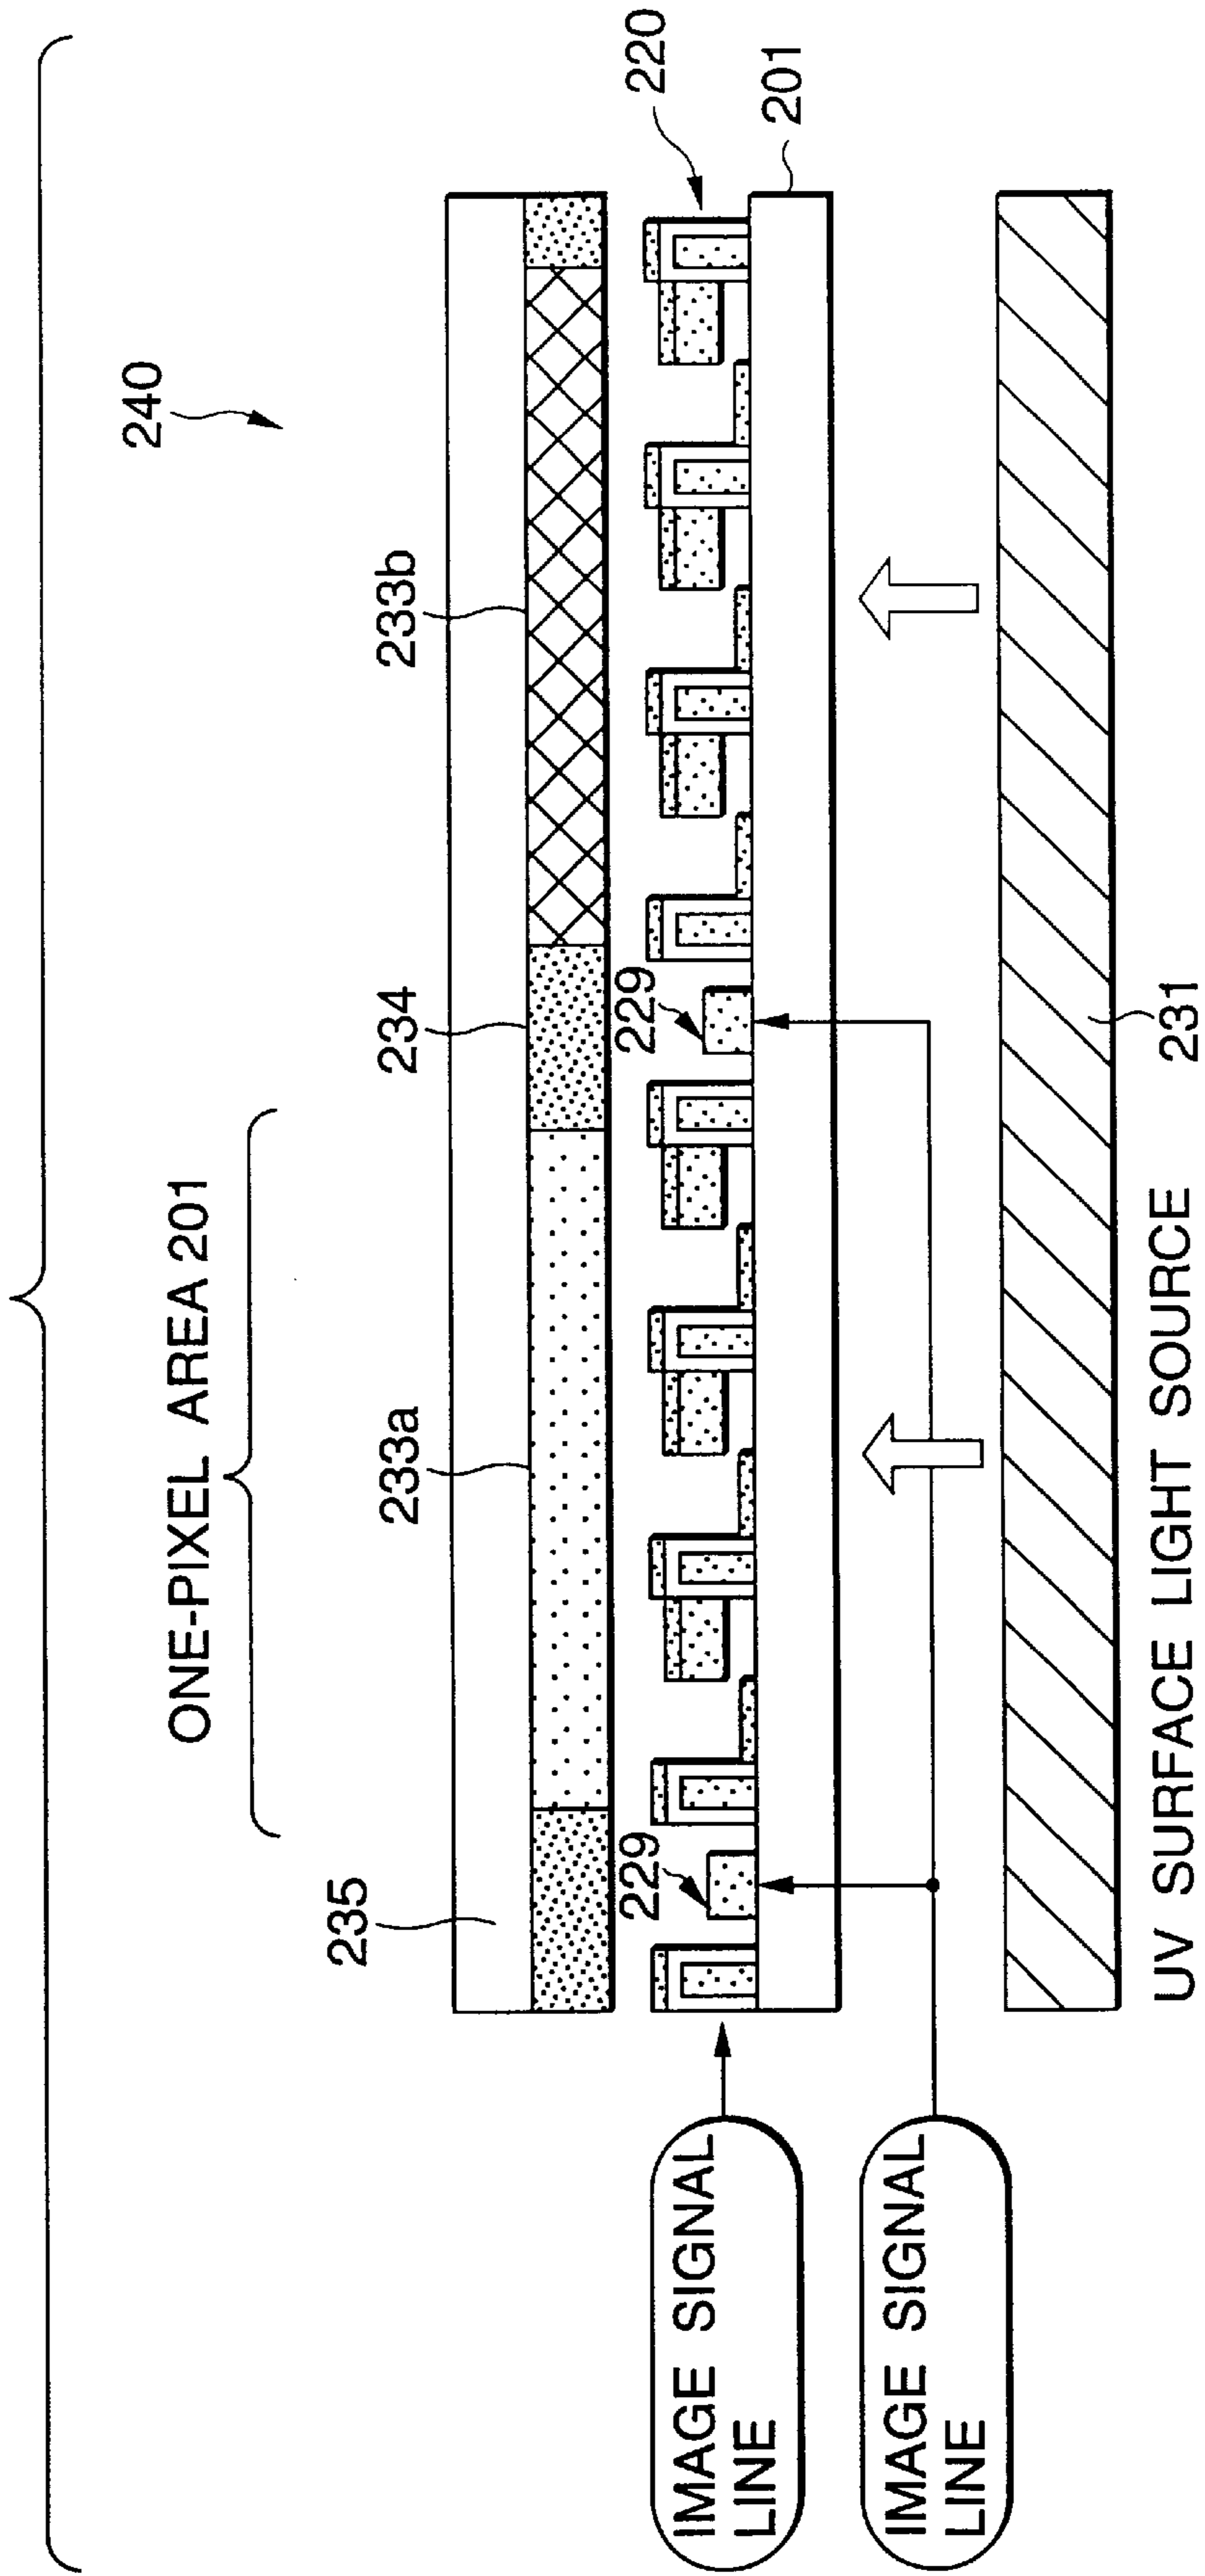 240
ONE-PIXEL AREA 201
235
233a
234
233b
229
229
220
201
IMAGE SIGNAL
LINE
IMAGE SIGNAL
LINE
UV SURFACE LIGHT SOURCE 231